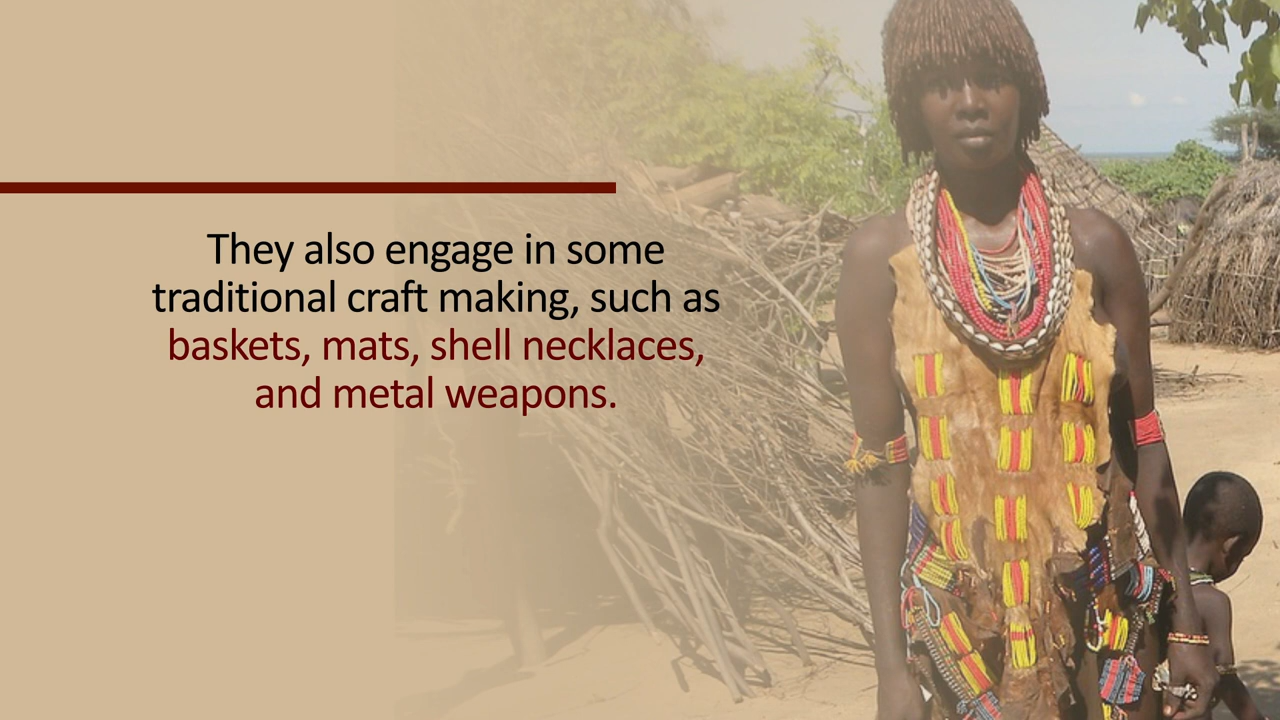 They also engage in some
traditional craft making, such as
baskets, mats, shell necklaces,
and metal weapons.